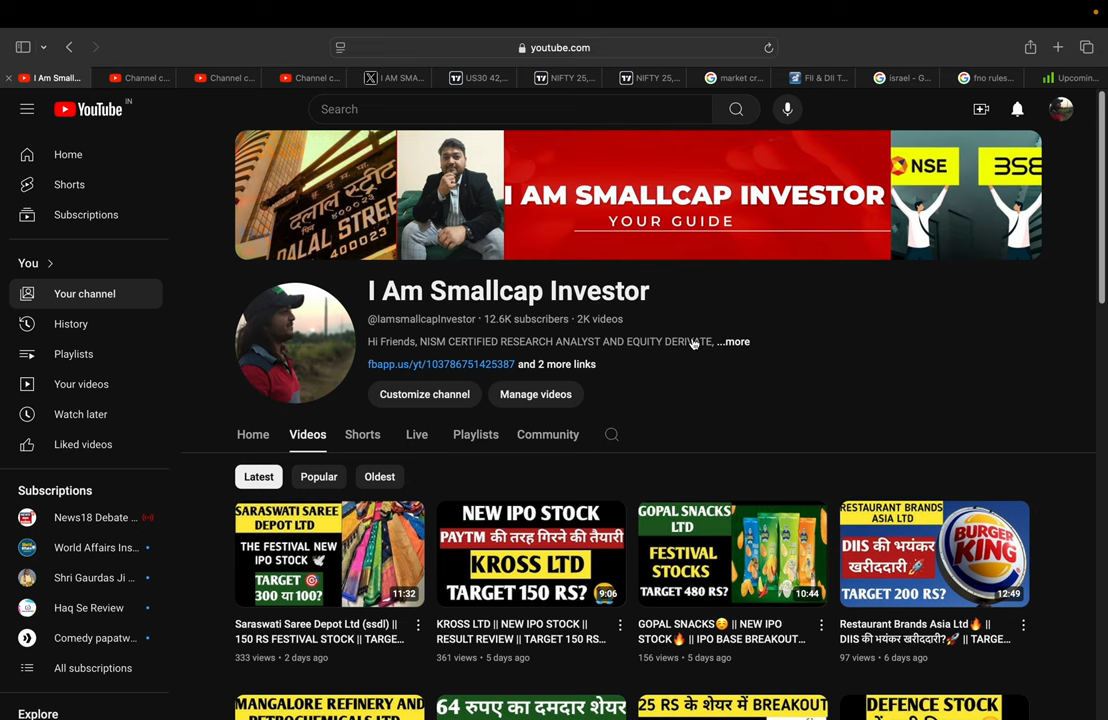 youtube.com
I Am Small...
Channel c...
Channel c...
Channel c...
I AM SMA...
US30 42,...
NIFTY 25,...
NIFTY 25,...
market cr...
FII & DII T...
israel - G...
fno rules...
Upcomin...
YouTube IN
Search
Home
Shorts
Subscriptions
You
Your channel
History
Playlists
Your videos
Watch later
Liked videos
Subscriptions
News18 Debate ...
World Affairs Ins...
Shri Gaurdas Ji ...
Haq Se Review
Comedy papatw...
All subscriptions
Explore
दलाल स्ट्रीट
DALAL STREET
400023
I AM SMALLCAP INVESTOR
YOUR GUIDE
NSE
BSE
I Am Smallcap Investor
@IamsmallcapInvestor · 12.6K subscribers · 2K videos
Hi Friends, NISM CERTIFIED RESEARCH ANALYST AND EQUITY DERIVATE, ...more
fbapp.us/yt/103786751425387 and 2 more links
Customize channel
Manage videos
Home
Videos
Shorts
Live
Playlists
Community
Latest
Popular
Oldest
SARASWATI SAREE
DEPOT LTD
THE FESTIVAL NEW
IPO STOCK
TARGET
300 या 100?
11:32
Saraswati Saree Depot Ltd (ssdl) ||
150 RS FESTIVAL STOCK || TARGE...
333 views · 2 days ago
NEW IPO STOCK
PAYTM की तरह गिरने की तैयारी
KROSS LTD
TARGET 150 RS?
9:06
KROSS LTD || NEW IPO STOCK ||
RESULT REVIEW || TARGET 150 RS...
361 views · 5 days ago
GOPAL SNACKS
LTD
FESTIVAL
STOCKS
TARGET 480 RS?
10:44
GOPAL SNACKS😊 || NEW IPO
STOCK🔥 || IPO BASE BREAKOUT...
156 views · 5 days ago
RESTAURANT BRANDS
ASIA LTD
DIIS की भयंकर
खरीददारी🚀
BURGER
KING
TARGET 200 RS?
12:49
Restaurant Brands Asia Ltd🔥 ||
DIIS की भयंकर खरीददारी?🚀 || TARGE...
97 views · 6 days ago
MANGALORE REFINERY AND
PETROCHEMICALS LTD
64 रुपए का दमदार शेयर
25 RS के शेयर में BREAKOUT
DEFENCE STOCK